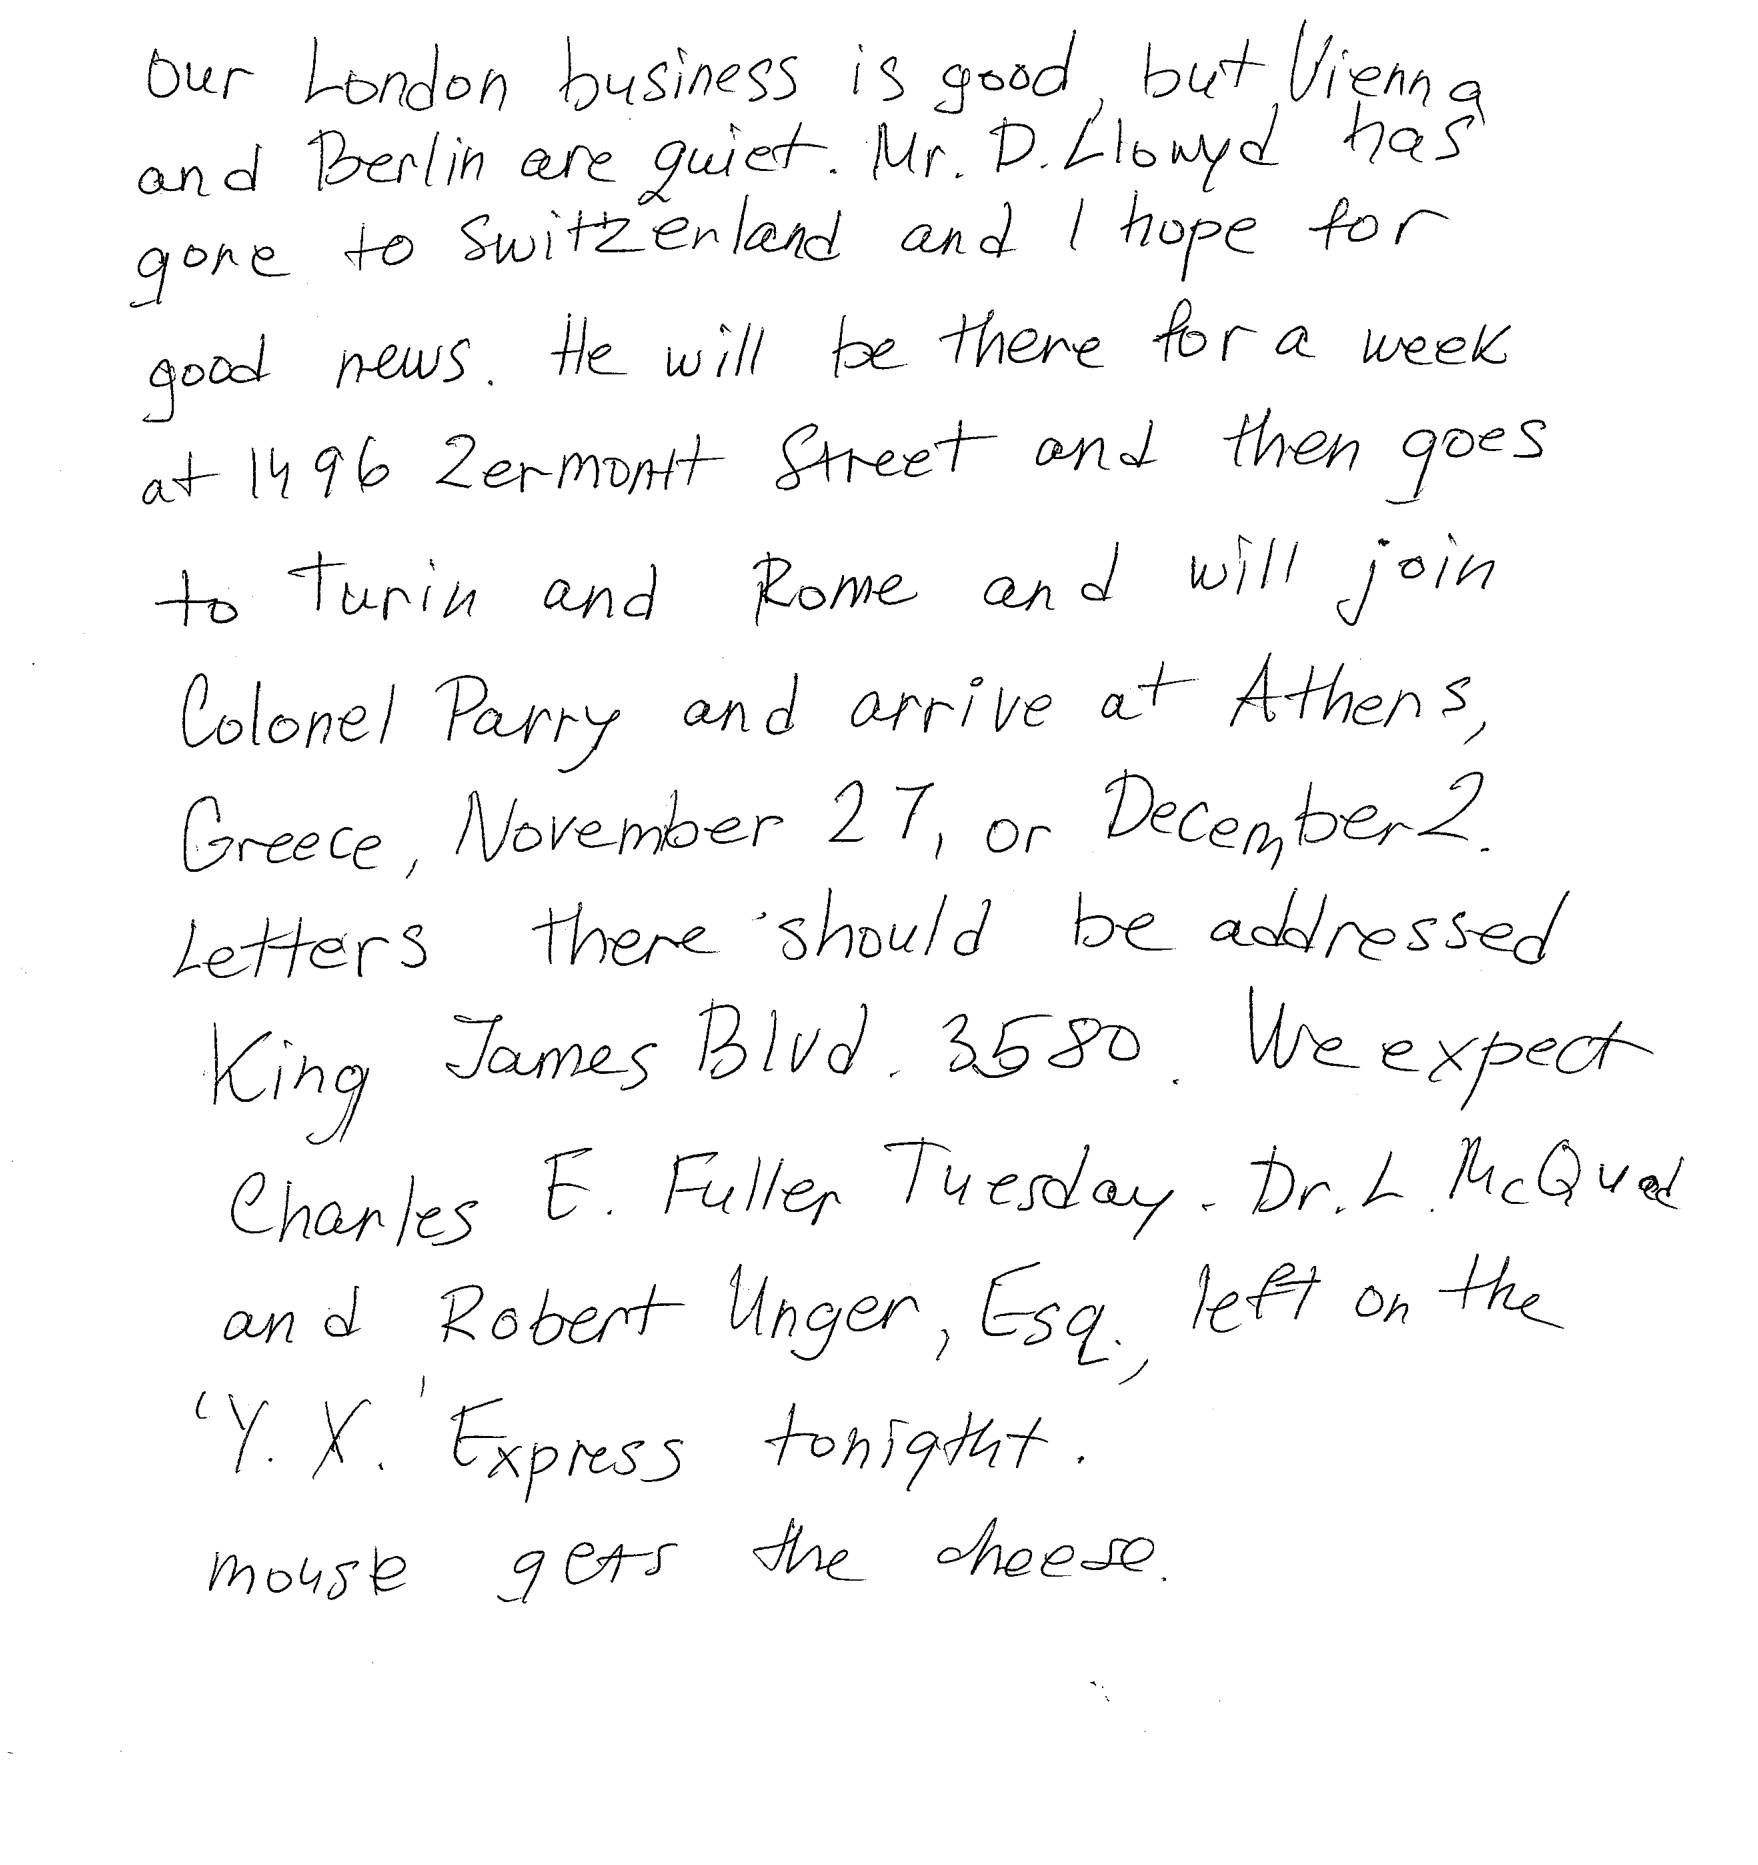 Our London business is good, but Vienna
and Berlin are quiet. Mr. D. Llowyd has
gone to Switzerland and I hope for
good news. He will be there for a week
at 1496 Zermontt Street and then goes
to Turin and Rome and will join
Colonel Parry and arrive at Athens,
Greece, November 27, or December 2.
Letters there should be addressed
King James Blvd. 3580. We expect
Charles E. Fuller Tuesday. Dr. L. McQuad
and Robert Unger, Esq., left on the
'Y. X.' Express tonigtht.
mouse gets the cheese.